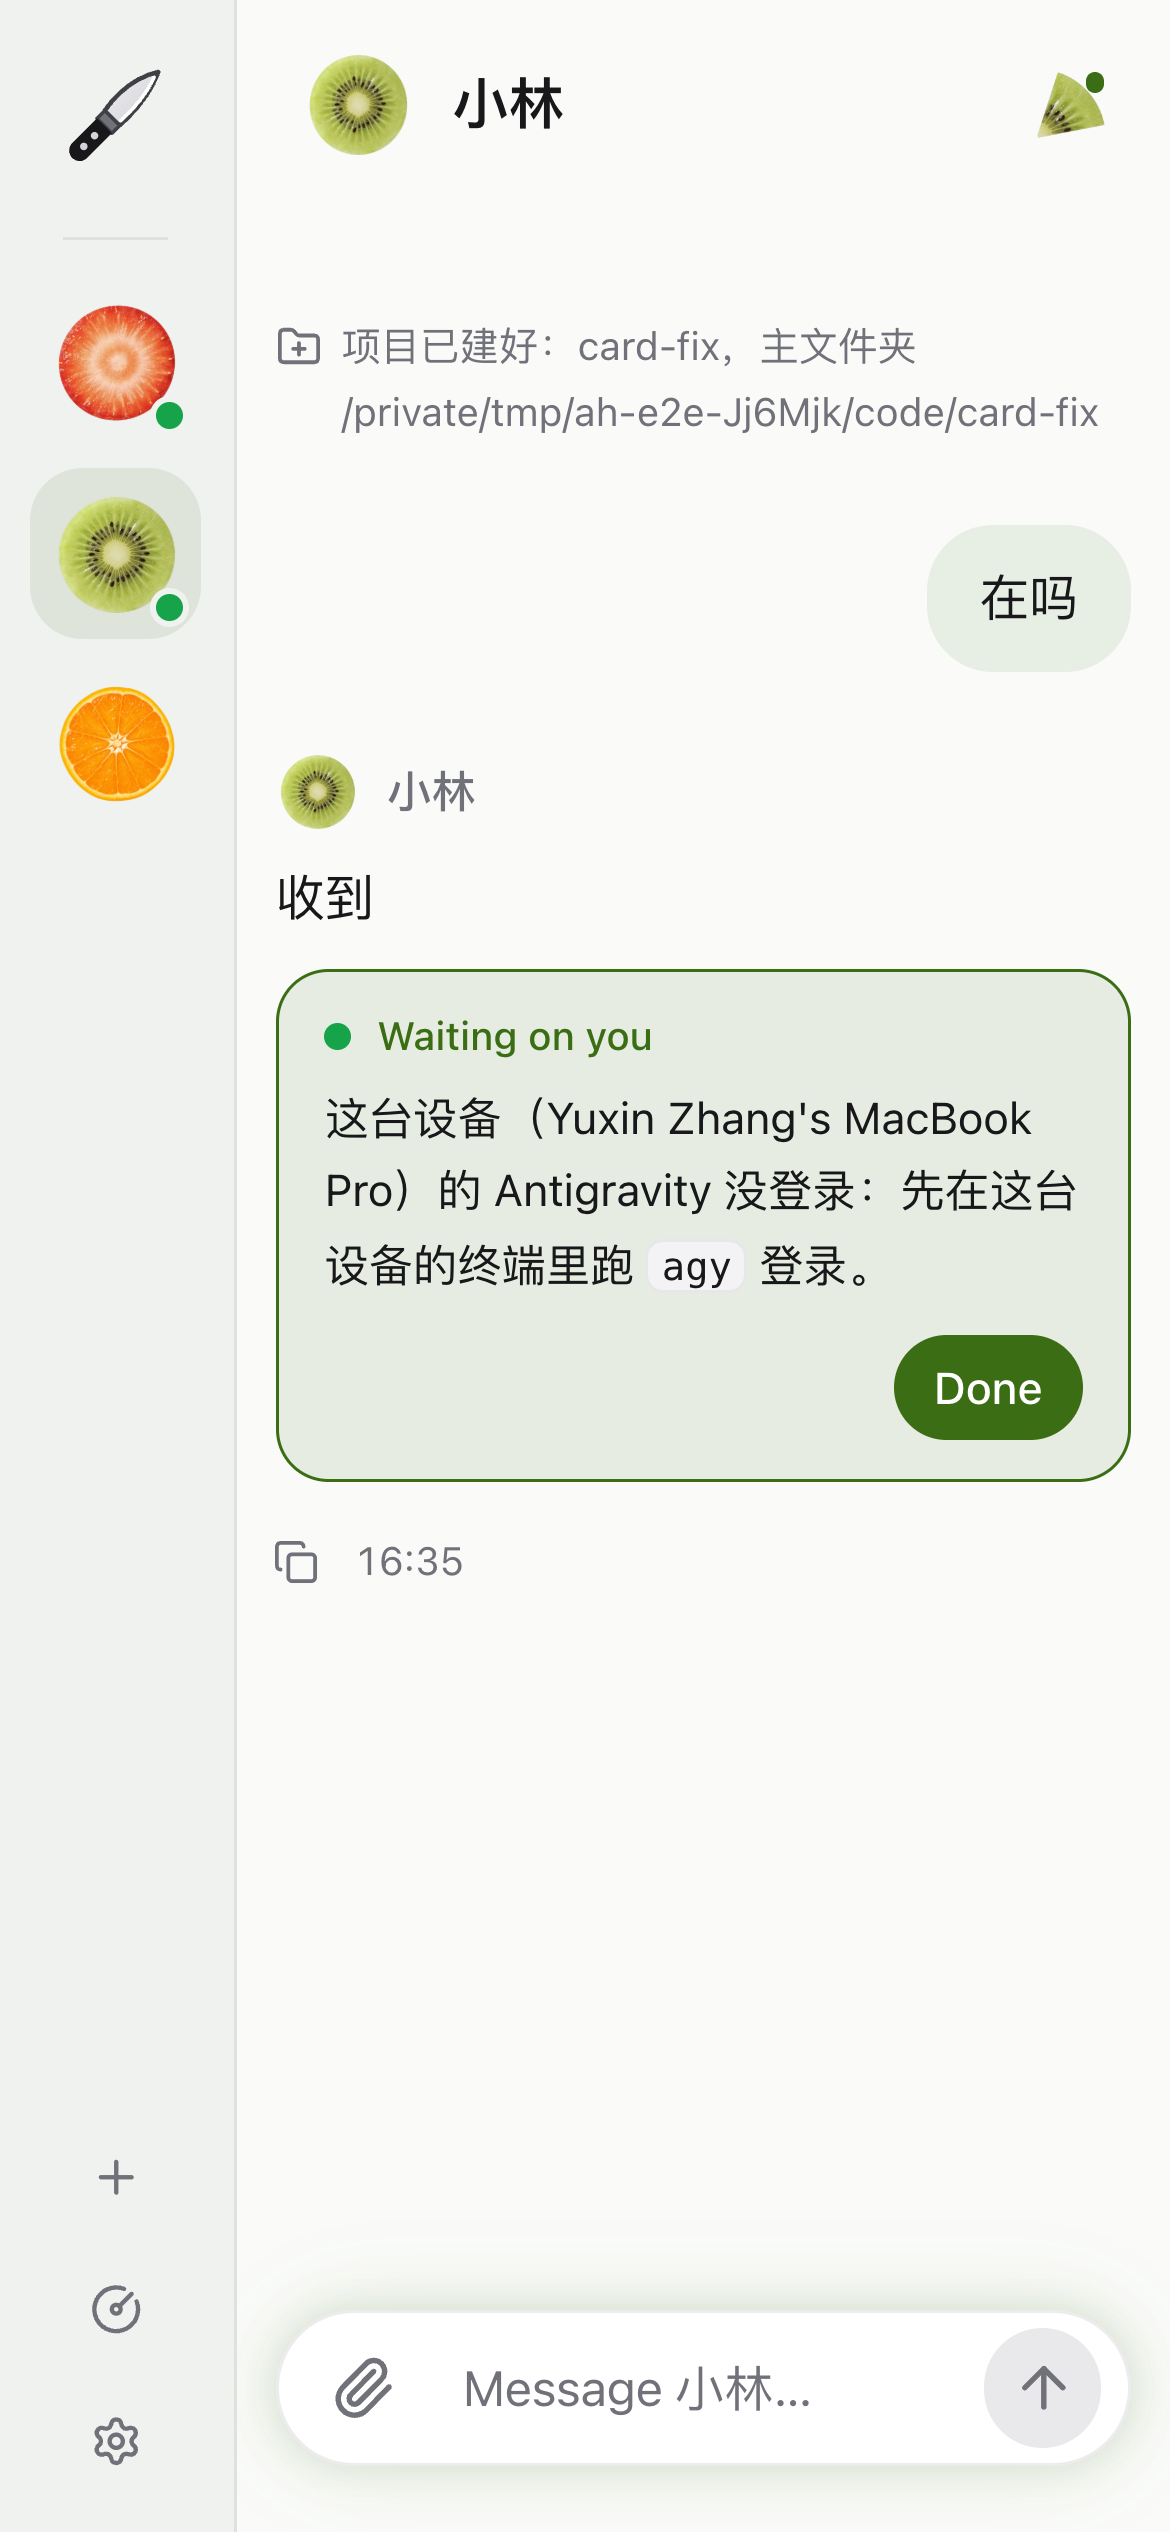 小林
项目已建好：card-fix，主文件夹
/private/tmp/ah-e2e-Jj6Mjk/code/card-fix
在吗
小林
收到
Waiting on you
这台设备（Yuxin Zhang's MacBook
Pro）的 Antigravity 没登录：先在这台
设备的终端里跑 agy 登录。
Done
16:35
Message 小林...